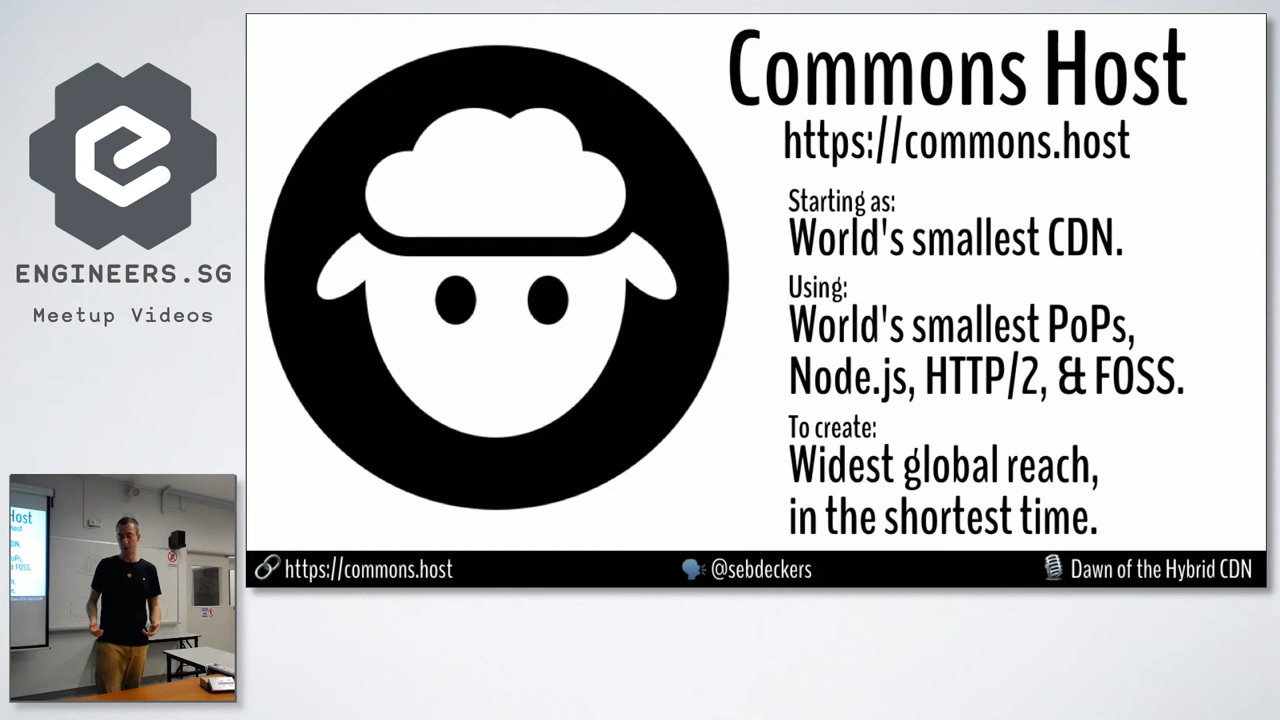 ENGINEERS.SG
Meetup Videos
Commons Host
https://commons.host
Starting as:
World's smallest CDN.
Using:
World's smallest PoPs,
Node.js, HTTP/2, & FOSS.
To create:
Widest global reach,
in the shortest time.
https://commons.host
@sebdeckers
Dawn of the Hybrid CDN